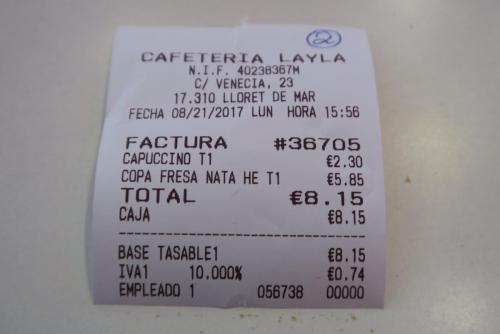 2
CAFETERIA LAYLA
N.I.F. 40238367M
C/ VENECIA, 23
17.310 LLORET DE MAR
FECHA 08/21/2017 LUN HORA 15:56
FACTURA #36705
CAPUCCINO T1 €2.30
COPA FRESA NATA HE T1 €5.85
TOTAL €8.15
CAJA €8.15
BASE TASABLE1 €8.15
IVA1 10.000% €0.74
EMPLEADO 1 056738 00000